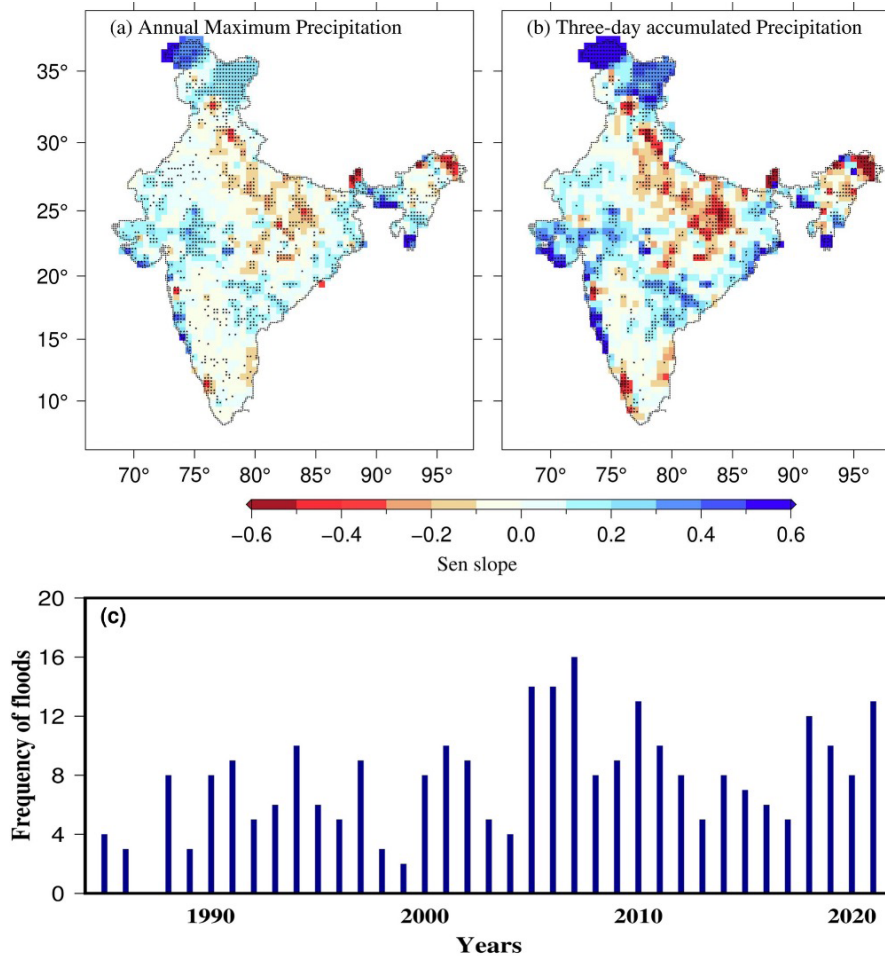 (a) Annual Maximum Precipitation
(b) Three-day accumulated Precipitation
35°
30°
25°
20°
15°
10°
70° 75° 80° 85° 90° 95°
70° 75° 80° 85° 90° 95°
−0.6 −0.4 −0.2 0.0 0.2 0.4 0.6
Sen slope
(c)
Frequency of floods
20
16
12
8
4
0
1990 2000 2010 2020
Years